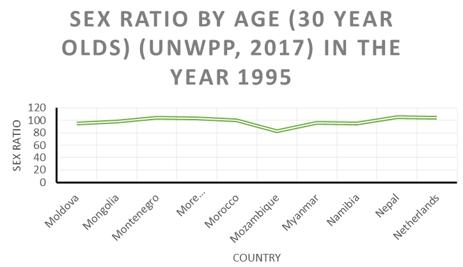 SEX RATIO BY AGE (30 YEAR
OLDS) (UNWPP, 2017) IN THE
YEAR 1995
120
100
80
60
40
20
0
SEX RATIO
Moldova
Mongolia
Montenegro
More...
Morocco
Mozambique
Myanmar
Namibia
Nepal
Netherlands
COUNTRY